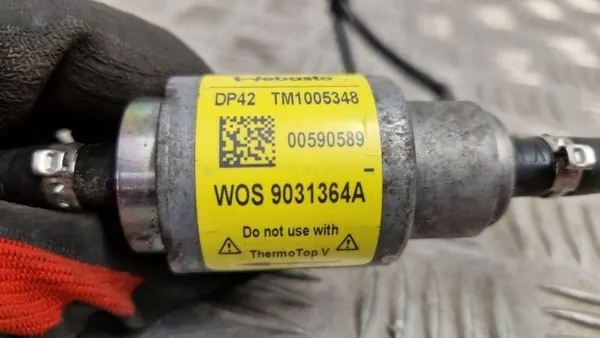 Webasto
DP42 TM1005348
00590589
WOS 9031364A
Do not use with
ThermoTop V